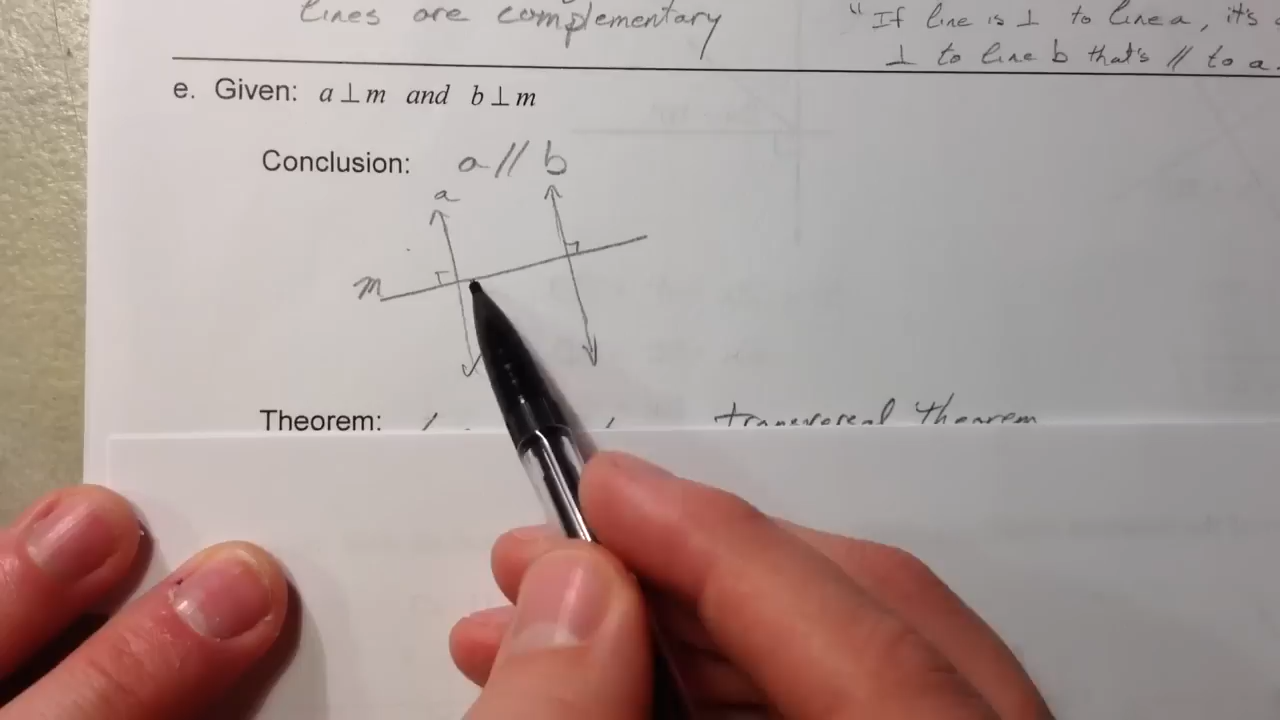 lines are complementary
"If line is ⊥ to line a, it's
⊥ to line b that's // to a.
e. Given: a ⊥ m and b ⊥ m
Conclusion: a // b
a
b
m
Theorem: transversal theorem